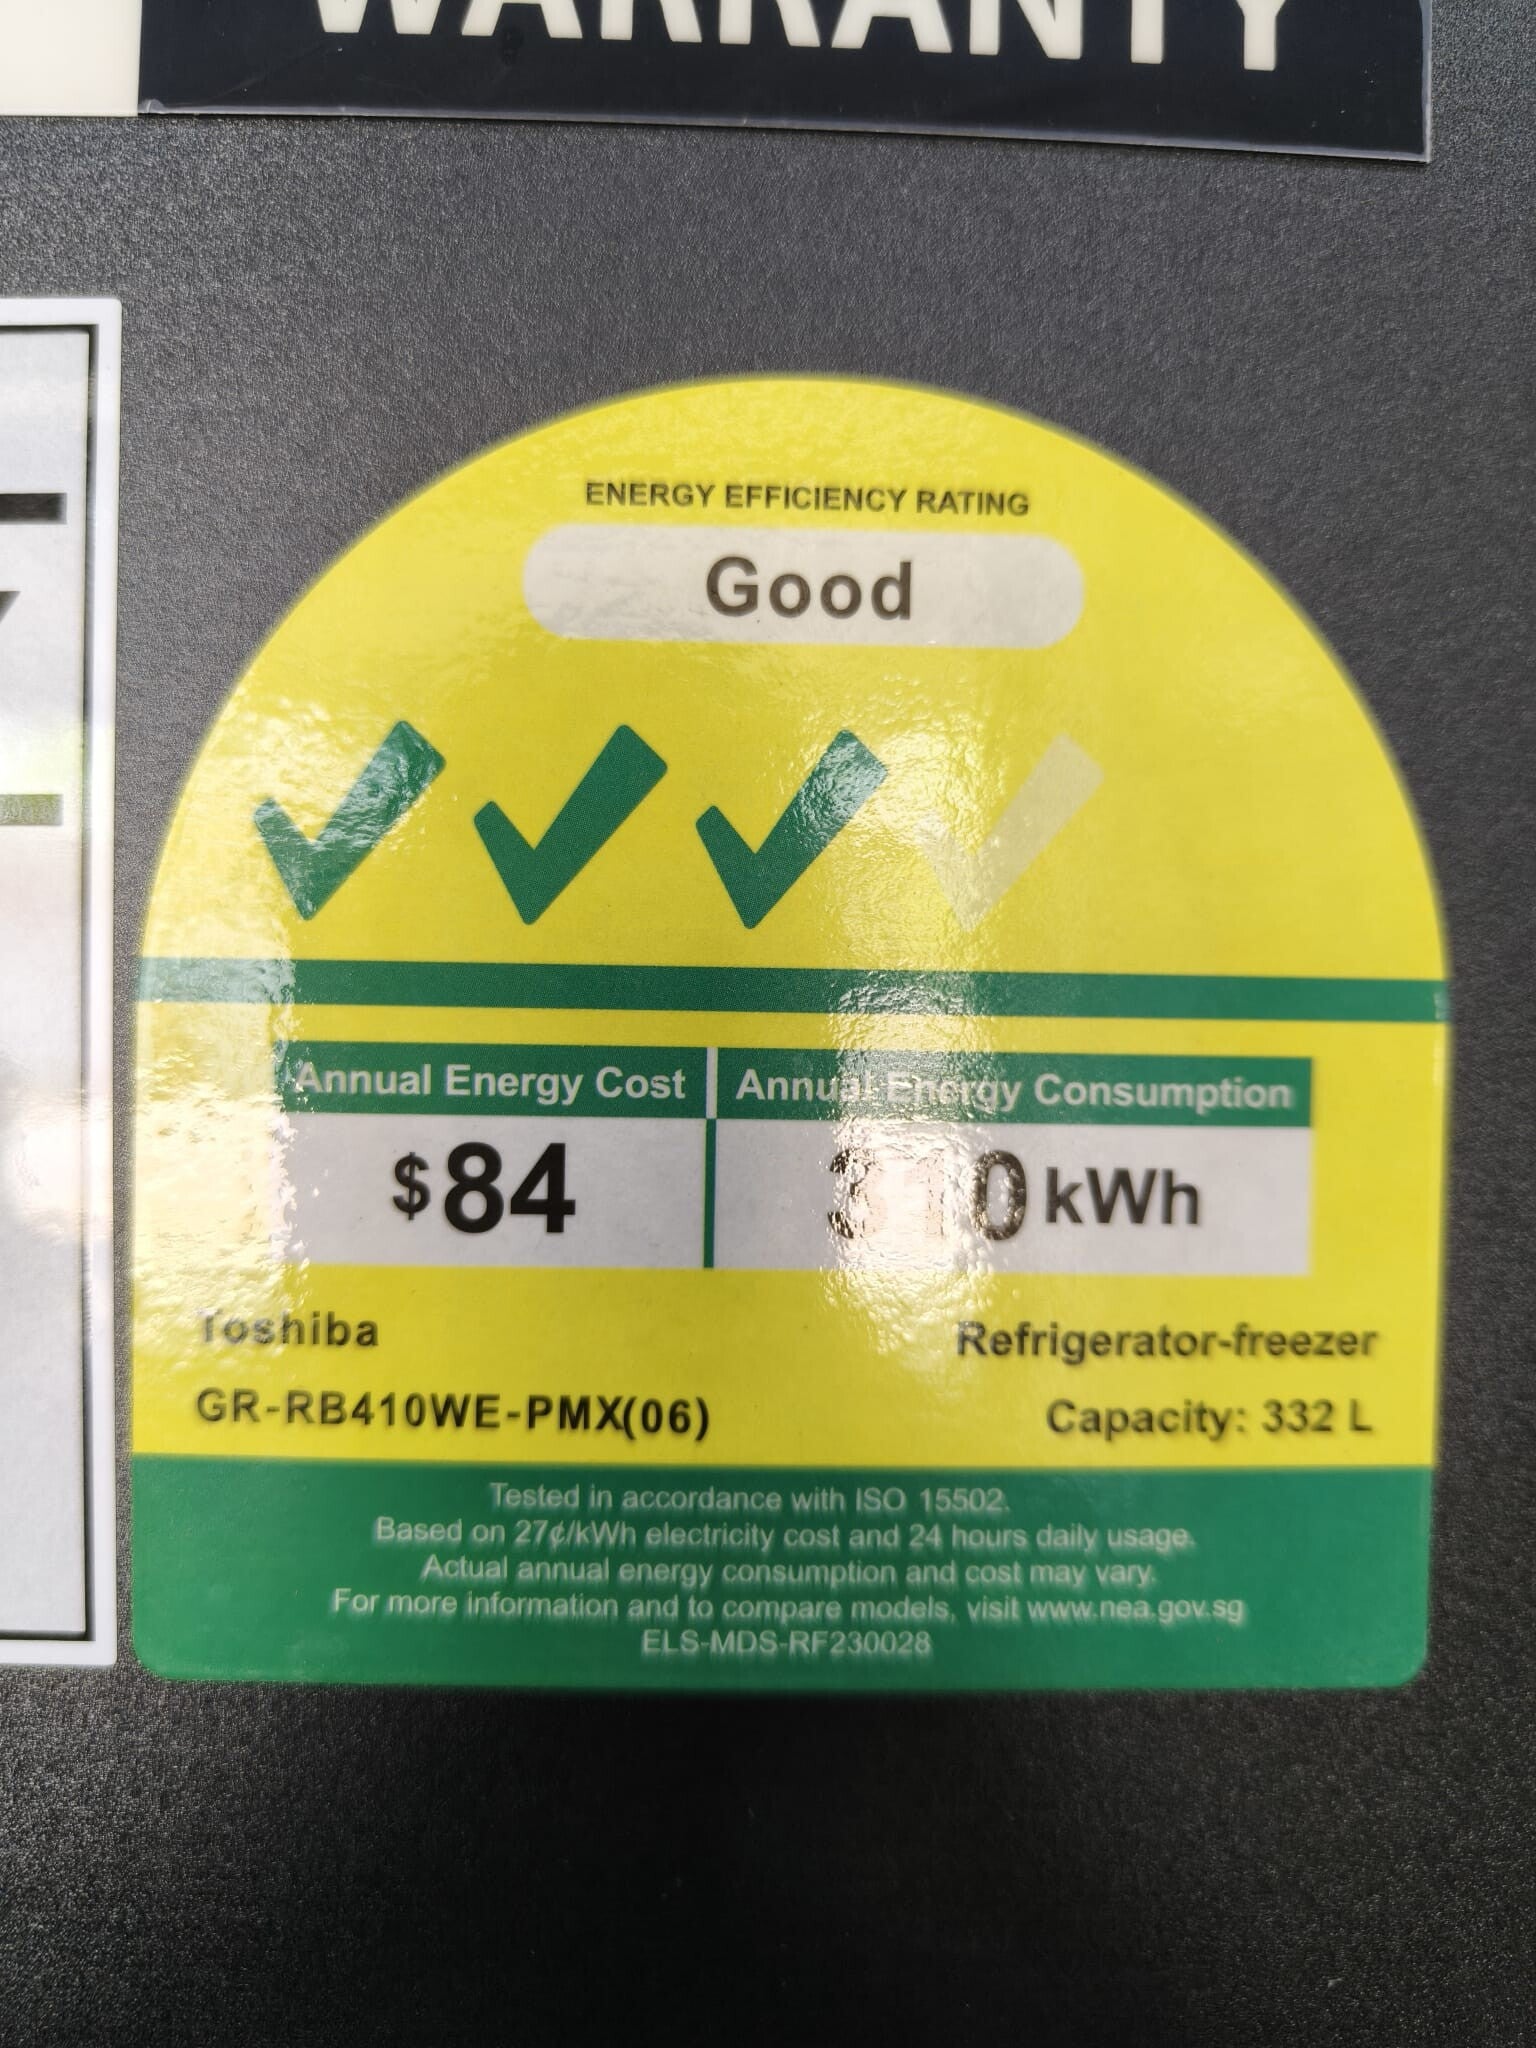 WARRANTY
ENERGY EFFICIENCY RATING
Good
Annual Energy Cost
Annual Energy Consumption
$84
310 kWh
Toshiba
Refrigerator-freezer
GR-RB410WE-PMX(06)
Capacity: 332 L
Tested in accordance with ISO 15502.
Based on 27¢/kWh electricity cost and 24 hours daily usage.
Actual annual energy consumption and cost may vary.
For more information and to compare models, visit www.nea.gov.sg
ELS-MDS-RF230028